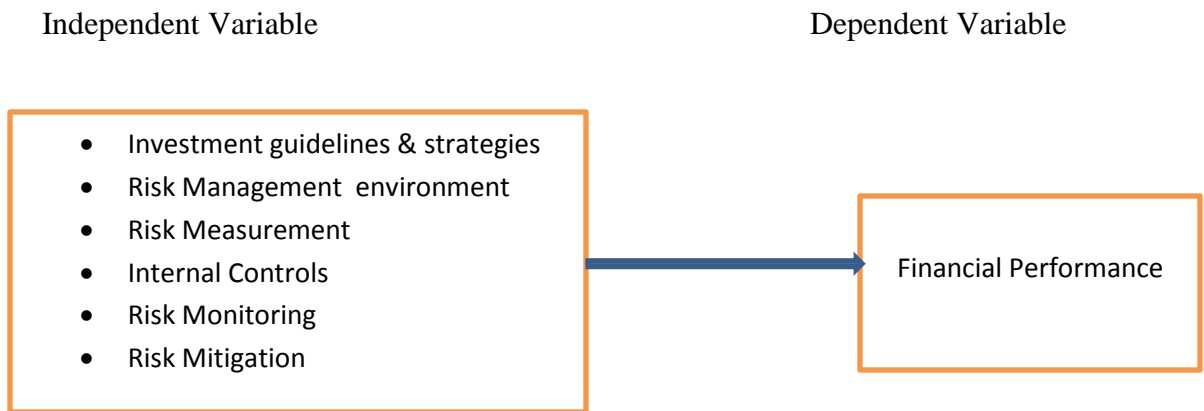 Independent Variable
Dependent Variable
• Investment guidelines & strategies
• Risk Management environment
• Risk Measurement
• Internal Controls
• Risk Monitoring
• Risk Mitigation
Financial Performance